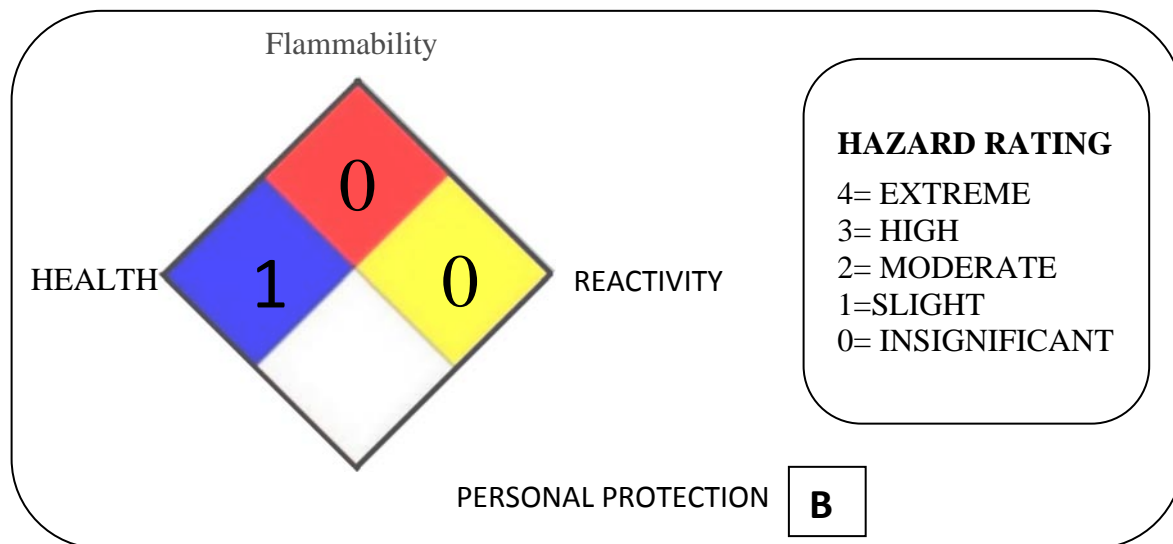 Flammability
0
HEALTH
1
0
REACTIVITY
HAZARD RATING
4= EXTREME
3= HIGH
2= MODERATE
1=SLIGHT
0= INSIGNIFICANT
PERSONAL PROTECTION B